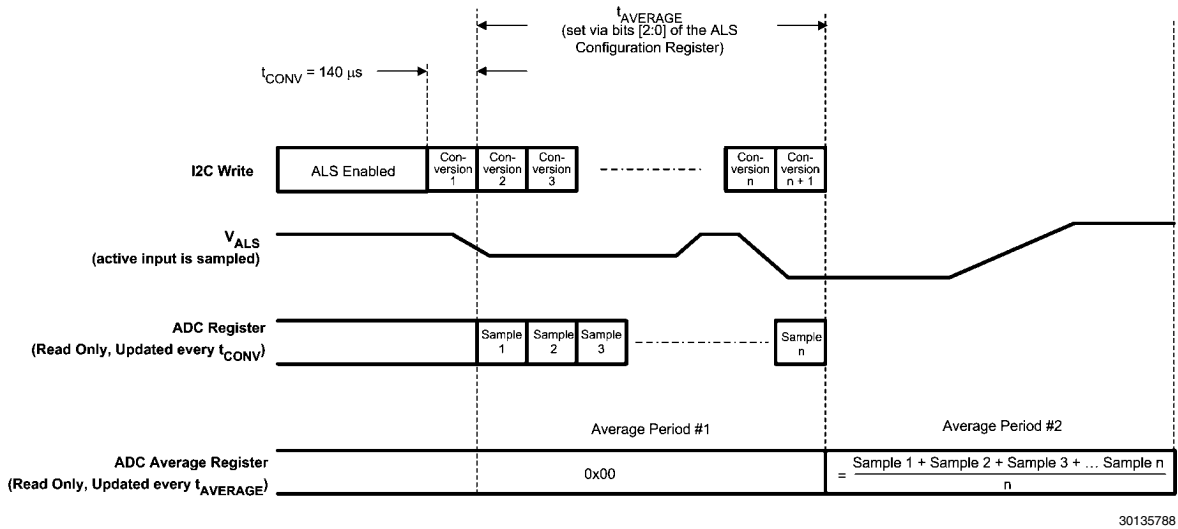 tAVERAGE
(set via bits [2:0] of the ALS
Configuration Register)
tCONV = 140 µs
I2C Write
ALS Enabled
Con-
version
1
Con-
version
2
Con-
version
3
Con-
version
n
Con-
version
n + 1
VALS
(active input is sampled)
ADC Register
(Read Only, Updated every tCONV)
Sample
1
Sample
2
Sample
3
Sample
n
Average Period #1
Average Period #2
ADC Average Register
(Read Only, Updated every tAVERAGE)
0x00
= Sample 1 + Sample 2 + Sample 3 + ... Sample n
n
30135788